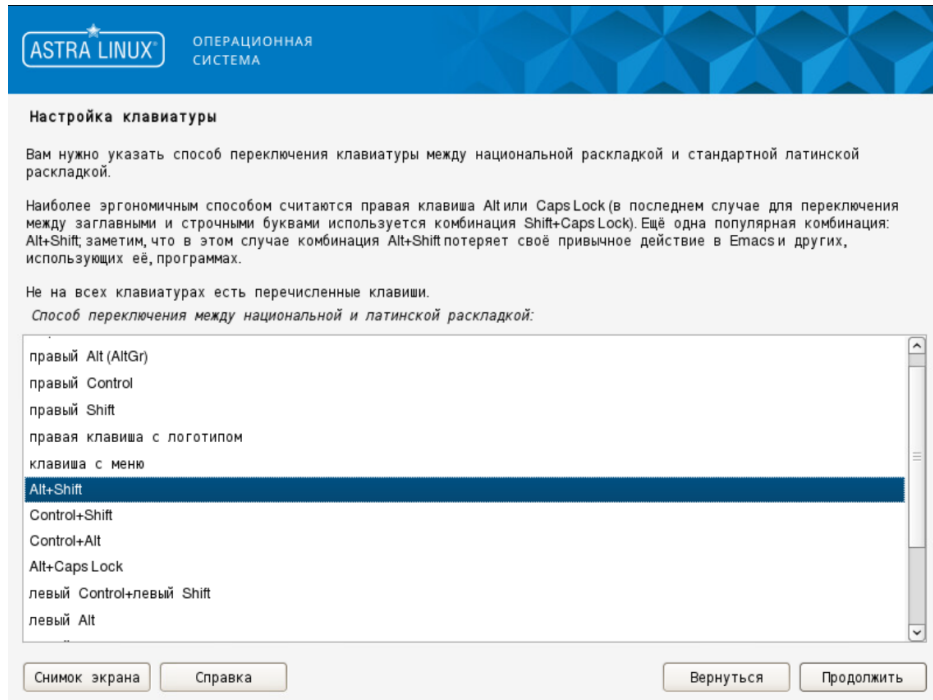 ASTRA LINUX®
ОПЕРАЦИОННАЯ
СИСТЕМА
Настройка клавиатуры
Вам нужно указать способ переключения клавиатуры между национальной раскладкой и стандартной латинской
раскладкой.
Наиболее эргономичным способом считаются правая клавиша Alt или Caps Lock (в последнем случае для переключения
между заглавными и строчными буквами используется комбинация Shift+Caps Lock). Ещё одна популярная комбинация:
Alt+Shift; заметим, что в этом случае комбинация Alt+Shift потеряет своё привычное действие в Emacs и других,
использующих её, программах.
Не на всех клавиатурах есть перечисленные клавиши.
Способ переключения между национальной и латинской раскладкой:
правый Alt (AltGr)
правый Control
правый Shift
правая клавиша с логотипом
клавиша с меню
Alt+Shift
Control+Shift
Control+Alt
Alt+Caps Lock
левый Control+левый Shift
левый Alt
Снимок экрана
Справка
Вернуться
Продолжить